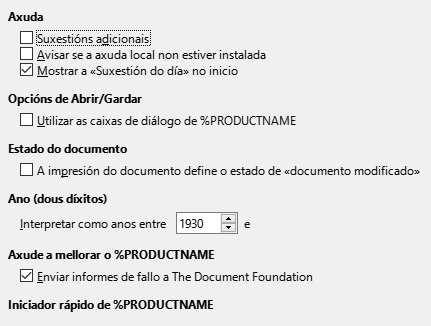 Axuda
Suxestións adicionais
Avisar se a axuda local non estiver instalada
Mostrar a «Suxestión do día» no inicio
Opcións de Abrir/Gardar
Utilizar as caixas de diálogo de %PRODUCTNAME
Estado do documento
A impresión do documento define o estado de «documento modificado»
Ano (dous díxitos)
Interpretar como anos entre 1930 e
Axude a mellorar o %PRODUCTNAME
Enviar informes de fallo a The Document Foundation
Iniciador rápido de %PRODUCTNAME